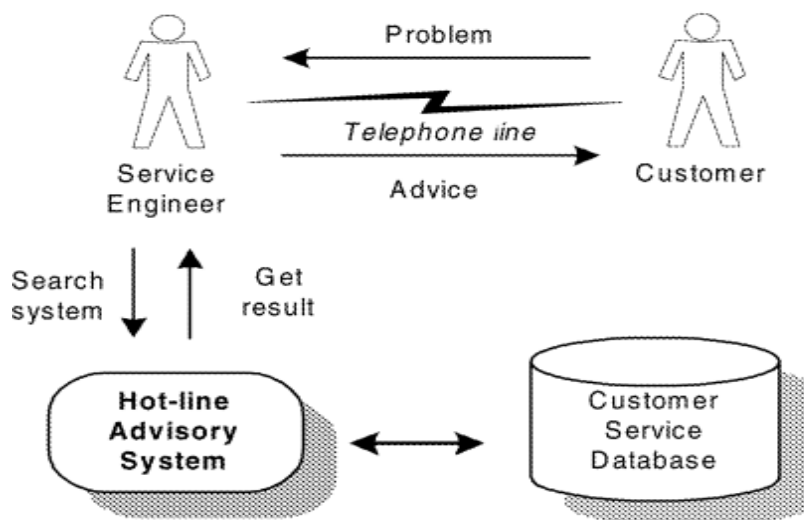 Problem
Telephone line
Advice
Service
Engineer
Customer
Search
system
Get
result
Hot-line
Advisory
System
Customer
Service
Database